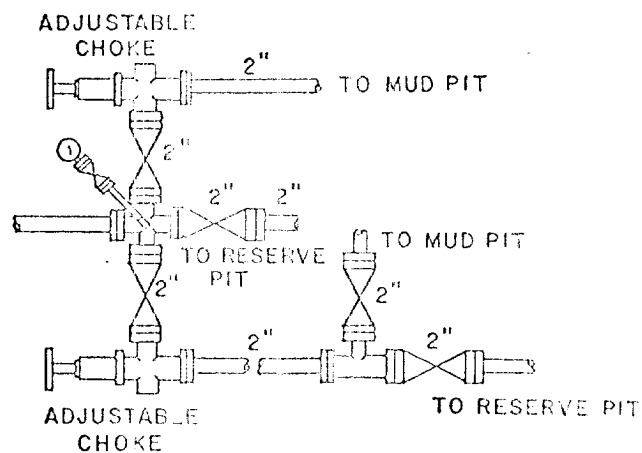 ADJUSTABLE
CHOKE
2"
TO MUD PIT
1
2"
2"
2"
TO RESERVE
PIT
TO MUD PIT
2"
2"
2"
2"
TO RESERVE PIT
ADJUSTABLE
CHOKE